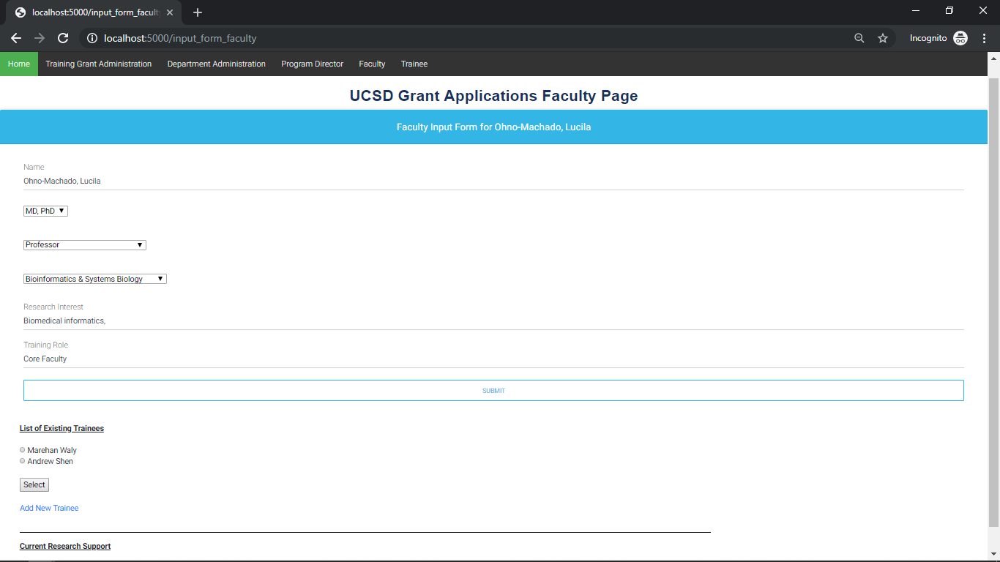 localhost:5000/input_form_facult
localhost:5000/input_form_faculty
Incognito
Home Training Grant Administration Department Administration Program Director Faculty Trainee
UCSD Grant Applications Faculty Page
Faculty Input Form for Ohno-Machado, Lucila
Name
Ohno-Machado, Lucila
MD, PhD
Professor
Bioinformatics & Systems Biology
Research Interest
Biomedical informatics,
Training Role
Core Faculty
SUBMIT
List of Existing Trainees
Marehan Waly
Andrew Shen
Select
Add New Trainee
Current Research Support